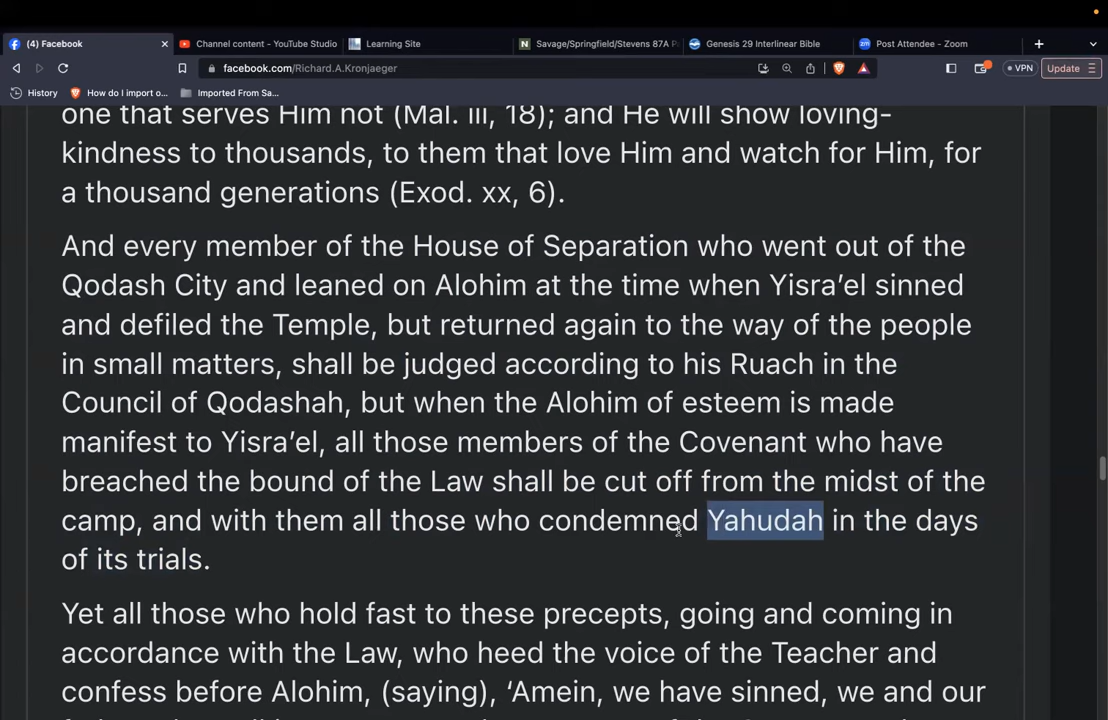 (4) Facebook
Channel content - YouTube Studio
Learning Site
Savage/Springfield/Stevens 87A P
Genesis 29 Interlinear Bible
Post Attendee - Zoom
facebook.com/Richard.A.Kronjaeger
VPN
Update
History
How do I import o...
Imported From Sa...
one that serves Him not (Mal. iii, 18); and He will show loving-
kindness to thousands, to them that love Him and watch for Him, for
a thousand generations (Exod. xx, 6).
And every member of the House of Separation who went out of the
Qodash City and leaned on Alohim at the time when Yisra’el sinned
and defiled the Temple, but returned again to the way of the people
in small matters, shall be judged according to his Ruach in the
Council of Qodashah, but when the Alohim of esteem is made
manifest to Yisra’el, all those members of the Covenant who have
breached the bound of the Law shall be cut off from the midst of the
camp, and with them all those who condemned Yahudah in the days
of its trials.
Yet all those who hold fast to these precepts, going and coming in
accordance with the Law, who heed the voice of the Teacher and
confess before Alohim, (saying), ‘Amein, we have sinned, we and our